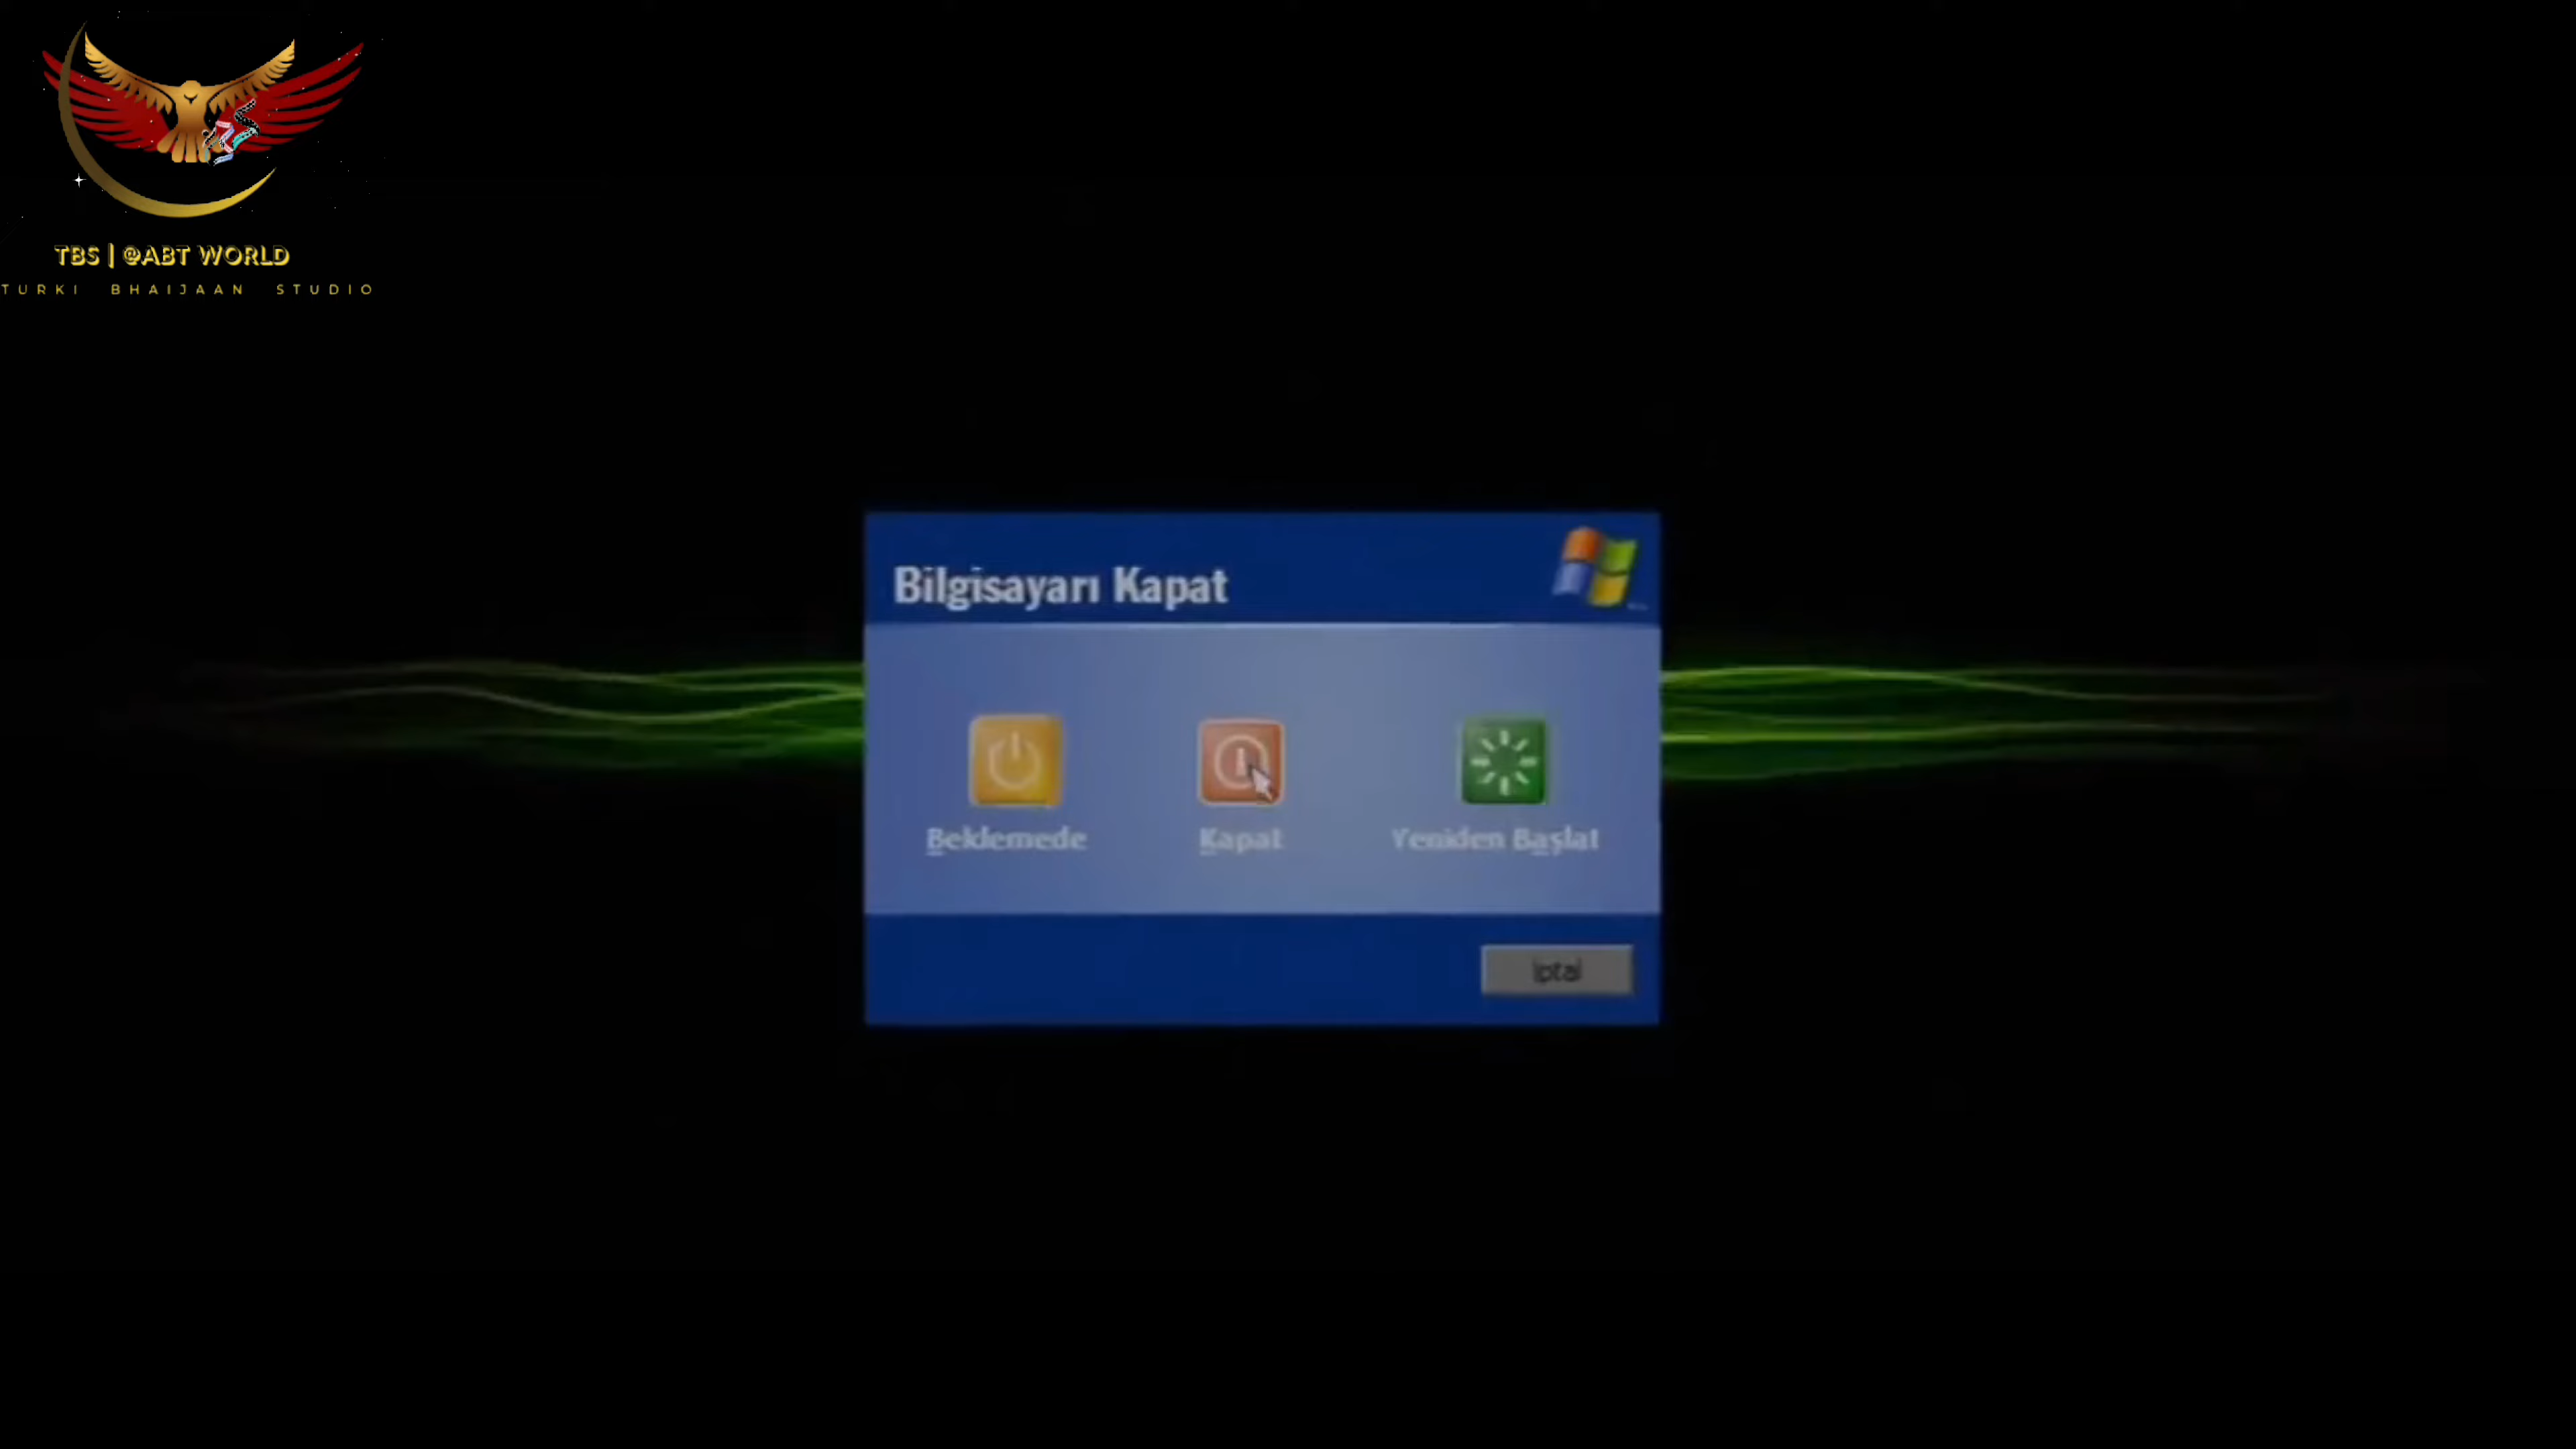 TBS | @ABT WORLD
TURKI BHAIJAAN STUDIO
Bilgisayarı Kapat
Beklemede
Kapat
Yeniden Başlat
İptal